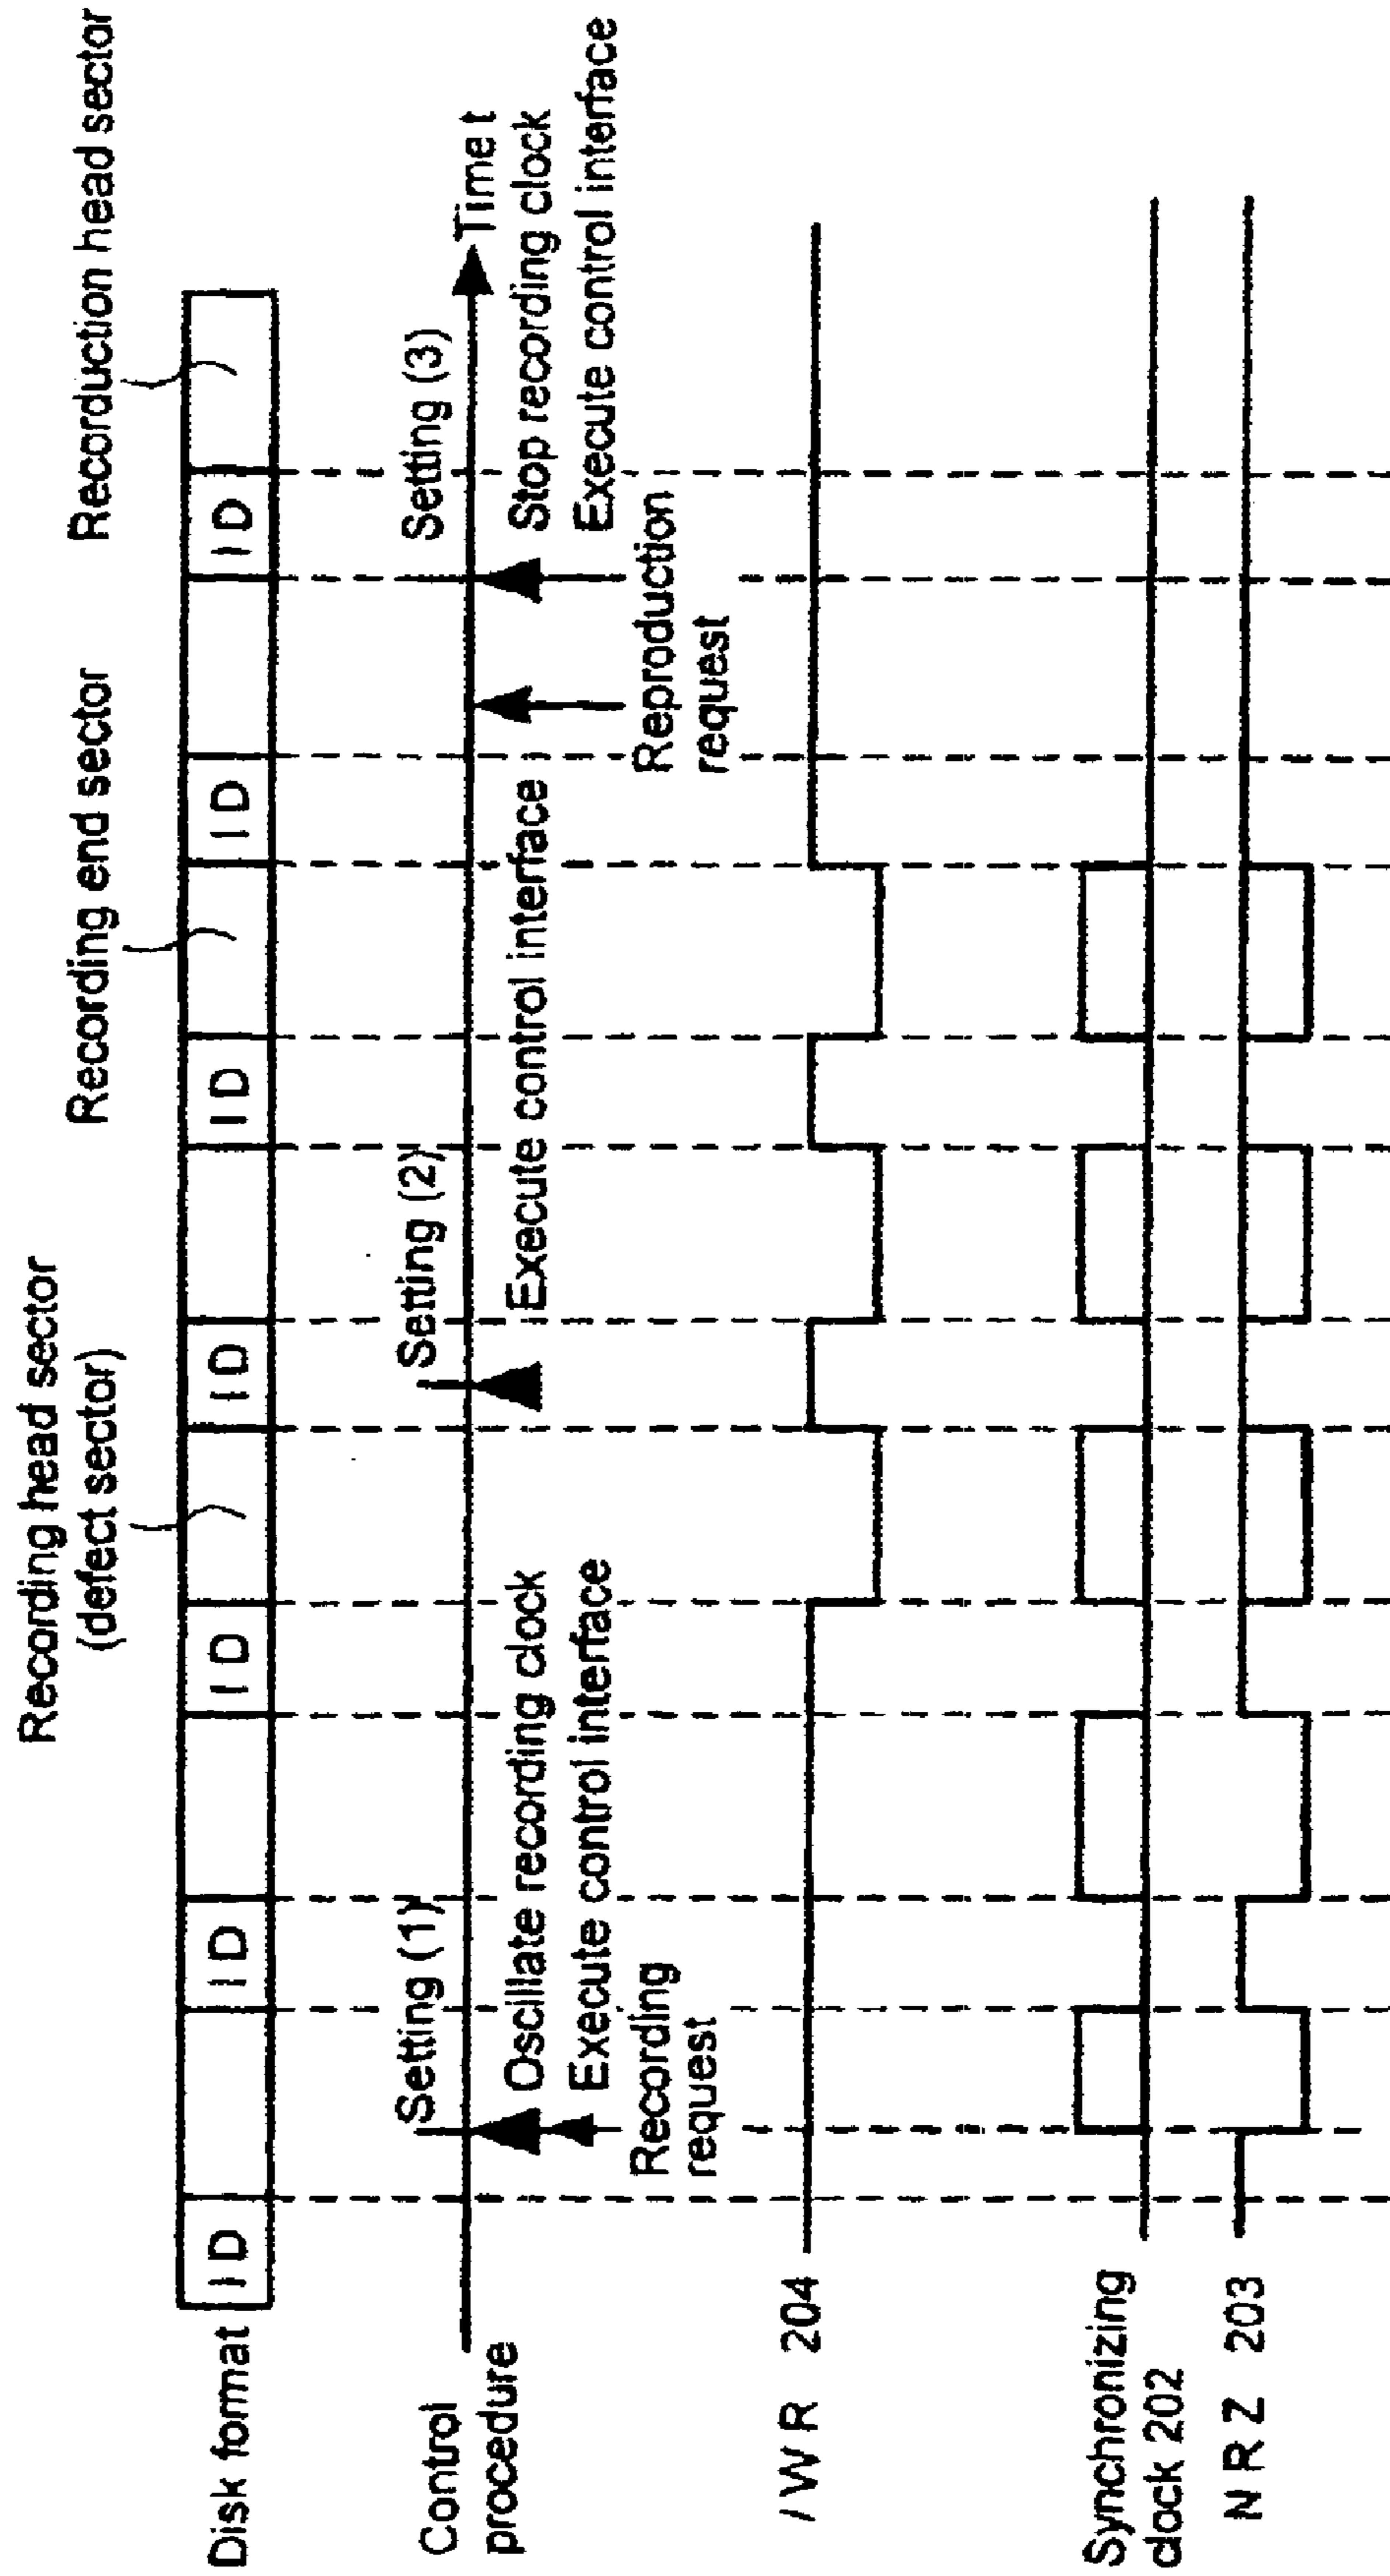 Recording head sector
(defect sector)
Recording end sector
Recorduction head sector
Disk format
ID
ID
ID
ID
ID
ID
ID
Control
procedure
Setting (1)
Setting (2)
Setting (3)
Time t
Oscillate recording clock
Execute control interface
Recording
request
Execute control interface
Stop recording clock
Execute control interface
Reproduction
request
/WR 204
Synchronizing
clock 202
NRZ 203